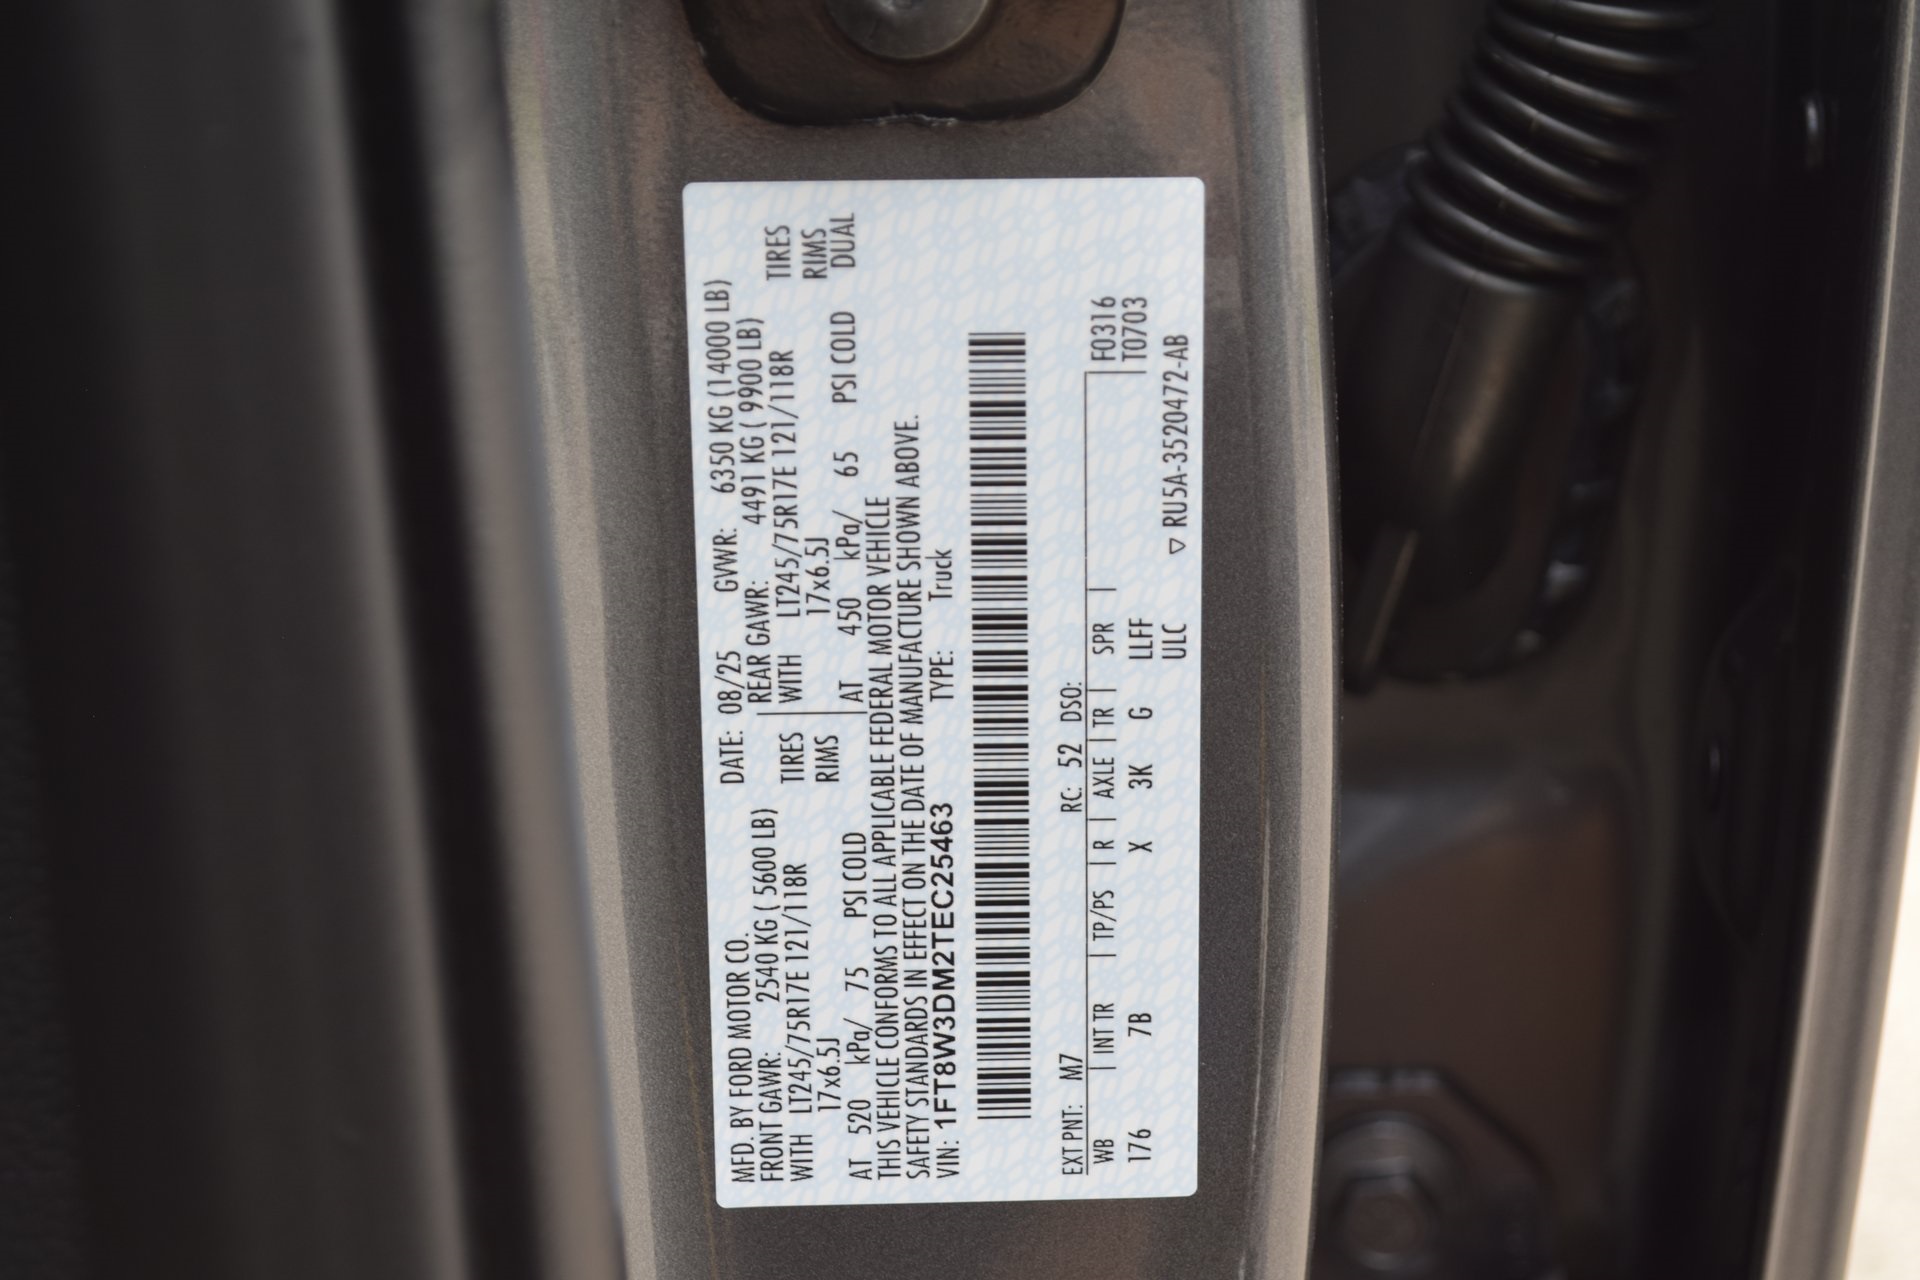 MFD. BY FORD MOTOR CO. DATE: 08/25 GVWR: 6350 KG (14000 LB)
FRONT GAWR: 2540 KG ( 5600 LB) REAR GAWR: 4491 KG ( 9900 LB)
WITH LT245/75R17E 121/118R TIRES WITH LT245/75R17E 121/118R TIRES
17x6.5J RIMS 17x6.5J RIMS
AT 520 kPa/ 75 PSI COLD AT 450 kPa/ 65 PSI COLD DUAL
THIS VEHICLE CONFORMS TO ALL APPLICABLE FEDERAL MOTOR VEHICLE
SAFETY STANDARDS IN EFFECT ON THE DATE OF MANUFACTURE SHOWN ABOVE.
VIN: 1FT8W3DM2TEC25463 TYPE: Truck
EXT PNT: M7 RC: 52 DSO: F0316
WB INT TR TP/PS R AXLE TR SPR T0703
176 7B X 3K G LLFF
ULC ▽ RU5A-3520472-AB